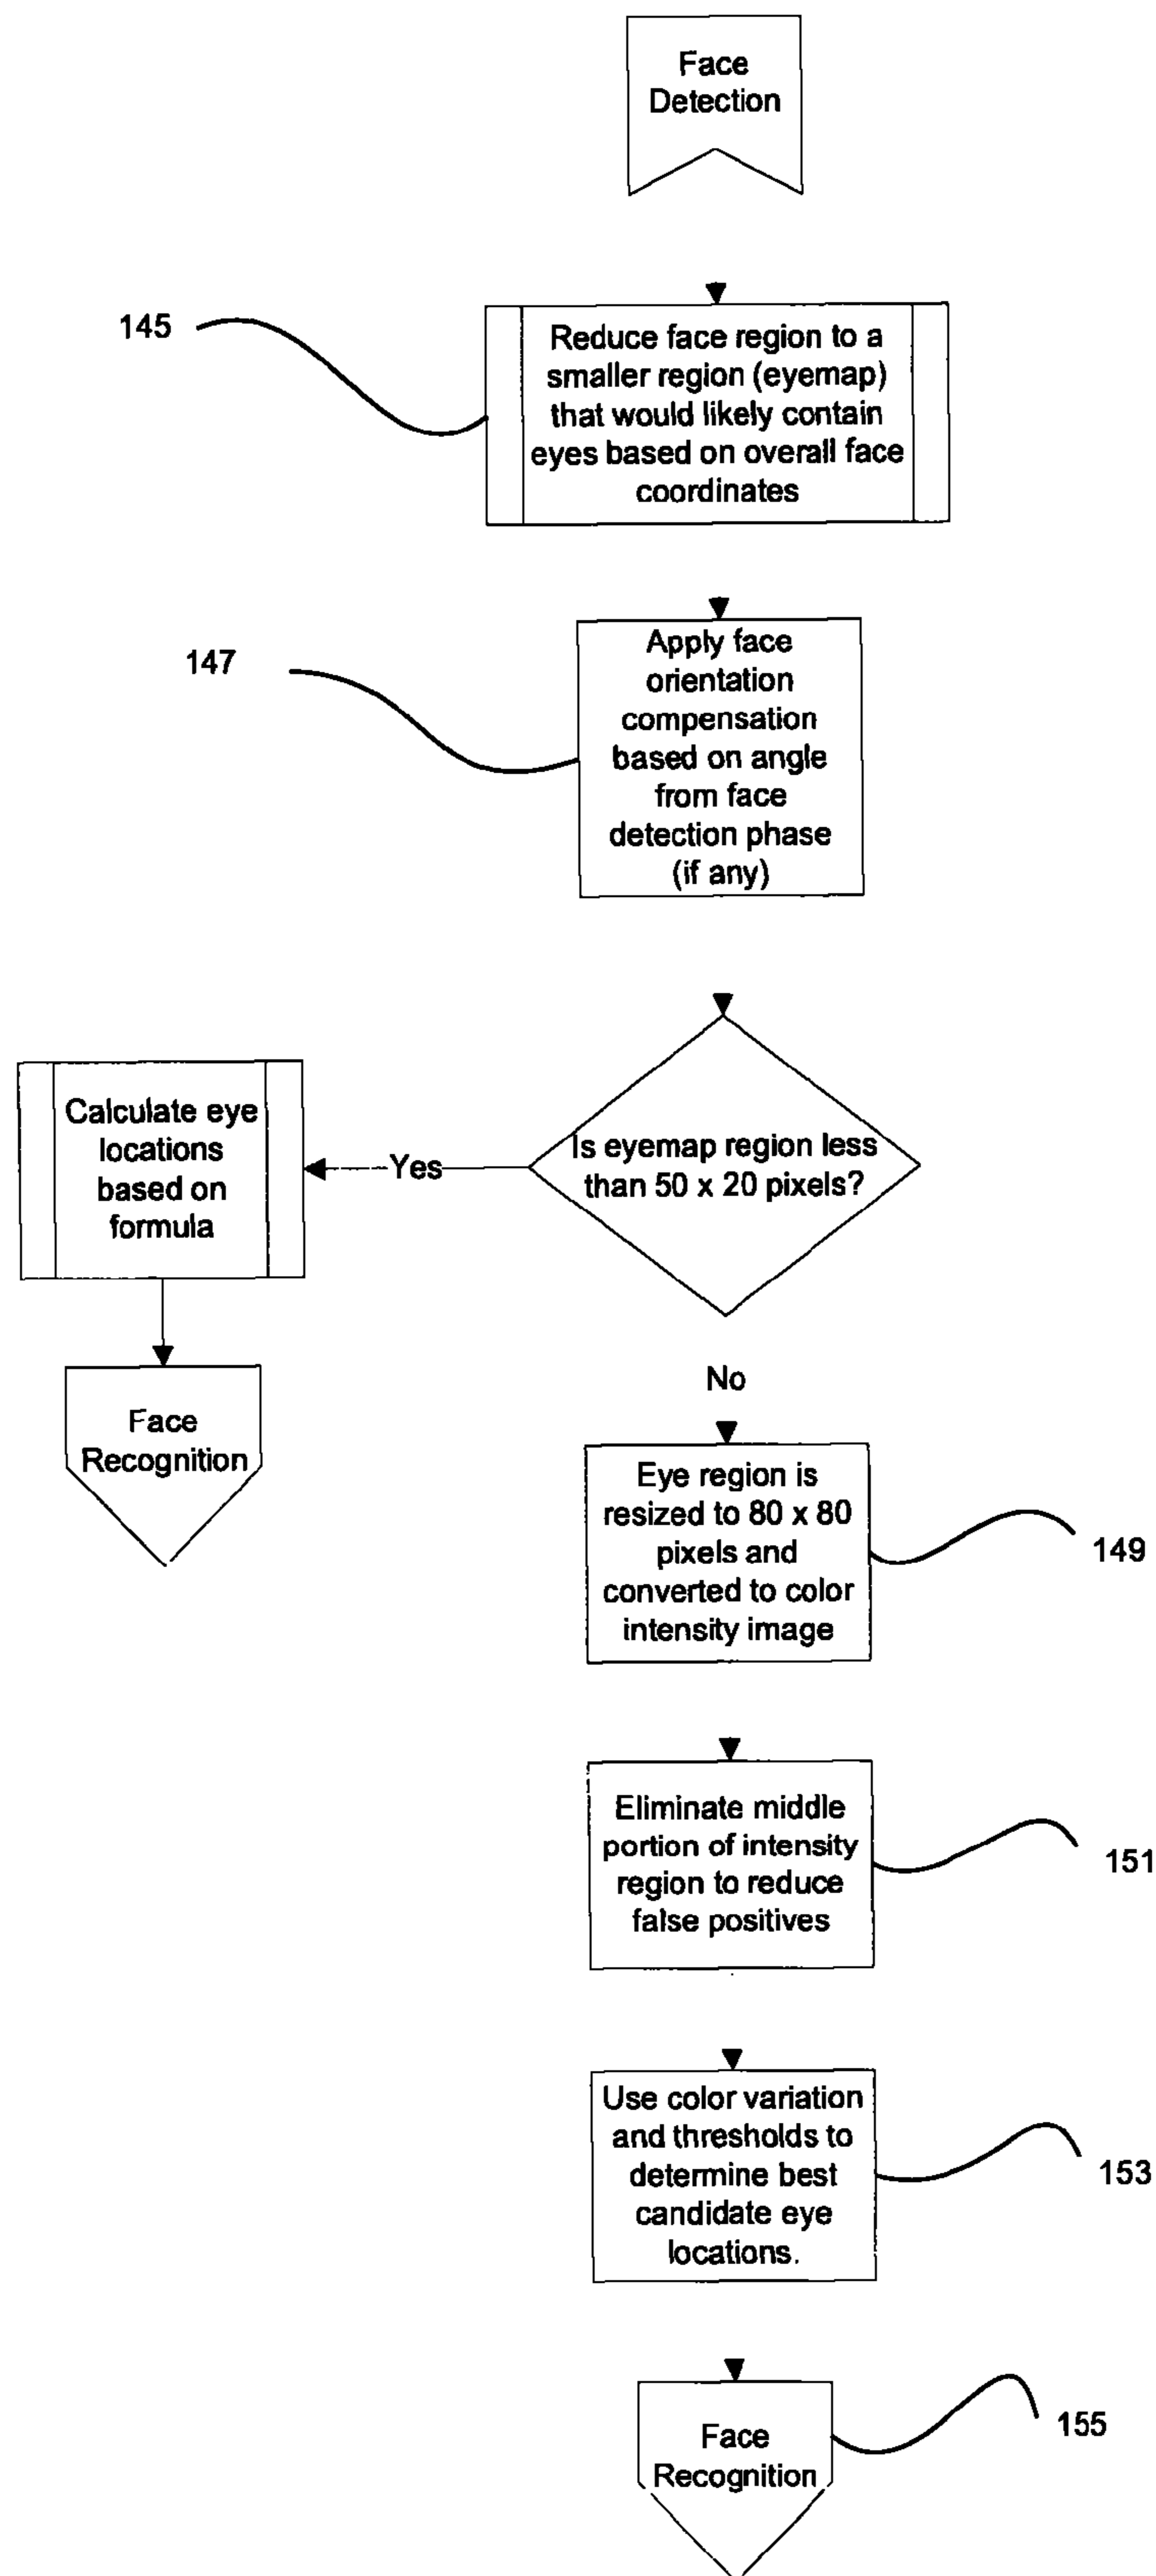 Face
Detection
145
Reduce face region to a
smaller region (eyemap)
that would likely contain
eyes based on overall face
coordinates
147
Apply face
orientation
compensation
based on angle
from face
detection phase
(if any)
Is eyemap region less
than 50 x 20 pixels?
Yes
Calculate eye
locations
based on
formula
Face
Recognition
No
Eye region is
resized to 80 x 80
pixels and
converted to color
intensity image
149
Eliminate middle
portion of intensity
region to reduce
false positives
151
Use color variation
and thresholds to
determine best
candidate eye
locations.
153
Face
Recognition
155